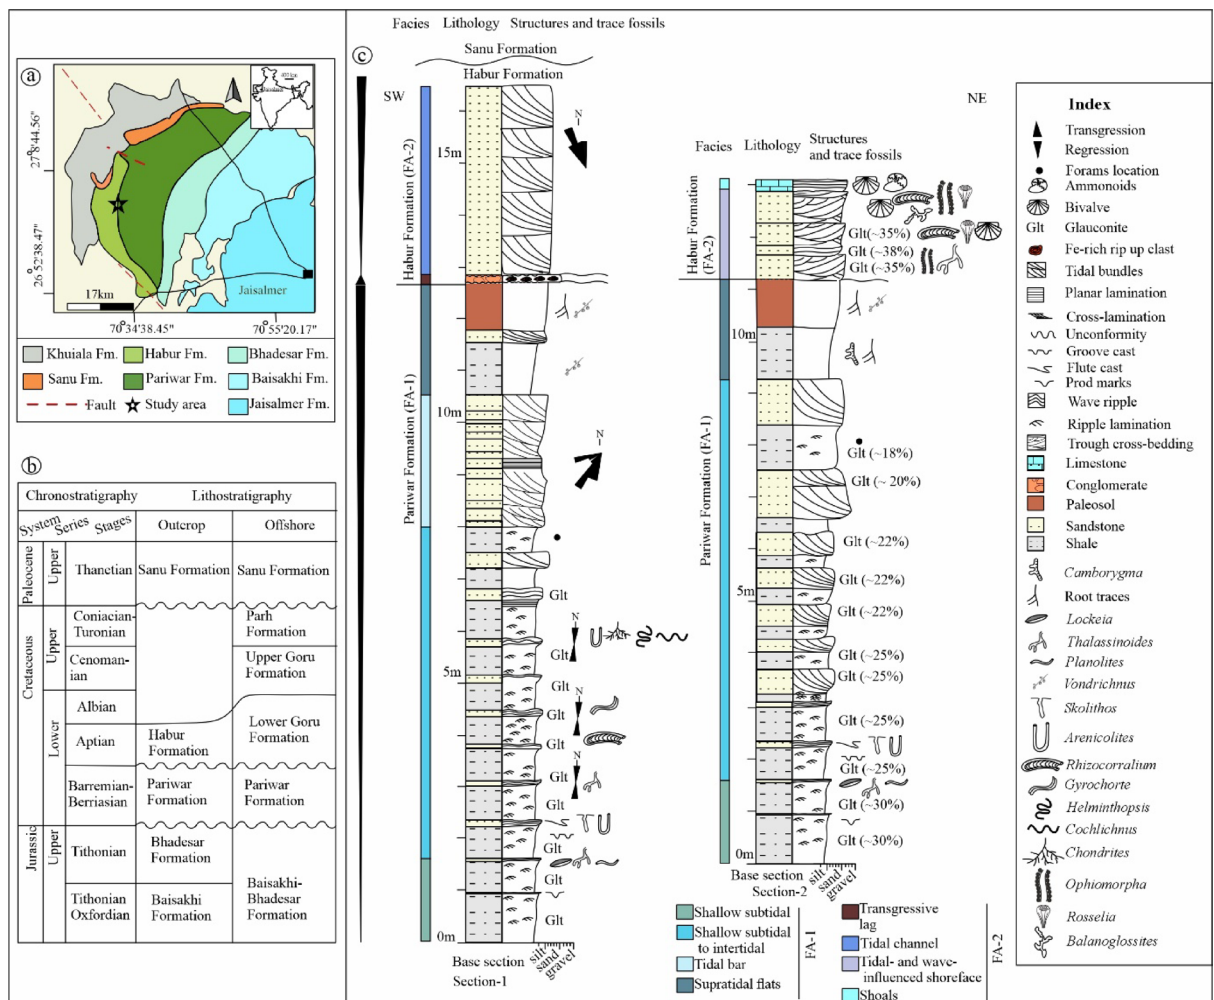 Facies Lithology Structures and trace fossils
c
Sanu Formation
Habur Formation
SW
NE
a
27°8'44.56"
26°52'38.47"
17km
Jaisalmer
70°34'38.45"
70°55'20.17"
Khuiala Fm.
Habur Fm.
Bhadesar Fm.
Sanu Fm.
Pariwar Fm.
Baisakhi Fm.
Fault
Study area
Jaisalmer Fm.
b
Chronostratigraphy
Lithostratigraphy
System
Series
Stages
Outcrop
Offshore
Paleocene
Upper
Thanetian
Sanu Formation
Sanu Formation
Cretaceous
Upper
Coniacian-
Turonian
Parh
Formation
Cenoman-
ian
Upper Goru
Formation
Lower
Albian
Aptian
Habur
Formation
Lower Goru
Formation
Barremian-
Berriasian
Pariwar
Formation
Pariwar
Formation
Jurassic
Upper
Tithonian
Bhadesar
Formation
Tithonian
Oxfordian
Baisakhi
Formation
Baisakhi-
Bhadesar
Formation
Habur Formation (FA-2)
Pariwar Formation (FA-1)
15m
10m
5m
0m
N
N
N
N
N
Glt
Glt
Glt
Glt
Glt
Glt
Glt
Glt
Glt
Glt
Base section
Section-1
silt
sand
gravel
Facies
Lithology
Structures
and trace fossils
Habur Formation
(FA-2)
Pariwar Formation (FA-1)
10m
5m
0m
Glt(~35%)
Glt(~38%)
Glt(~35%)
Glt (~18%)
Glt (~ 20%)
Glt (~22%)
Glt (~22%)
Glt (~22%)
Glt (~25%)
Glt (~25%)
Glt (~25%)
Glt (~25%)
Glt (~30%)
Glt (~30%)
Base section
Section-2
silt
sand
gravel
Shallow subtidal
Shallow subtidal
to intertidal
Tidal bar
Supratidal flats
FA-1
Transgressive
lag
Tidal channel
Tidal- and wave-
influenced shoreface
Shoals
FA-2
Index
Transgression
Regression
Forams location
Ammonoids
Bivalve
Glt Glauconite
Fe-rich rip up clast
Tidal bundles
Planar lamination
Cross-lamination
Unconformity
Groove cast
Flute cast
Prod marks
Wave ripple
Ripple lamination
Trough cross-bedding
Limestone
Conglomerate
Paleosol
Sandstone
Shale
Camborygma
Root traces
Lockeia
Thalassinoides
Planolites
Vondrichnus
Skolithos
Arenicolites
Rhizocorralium
Gyrochorte
Helminthopsis
Cochlichnus
Chondrites
Ophiomorpha
Rosselia
Balanoglossites